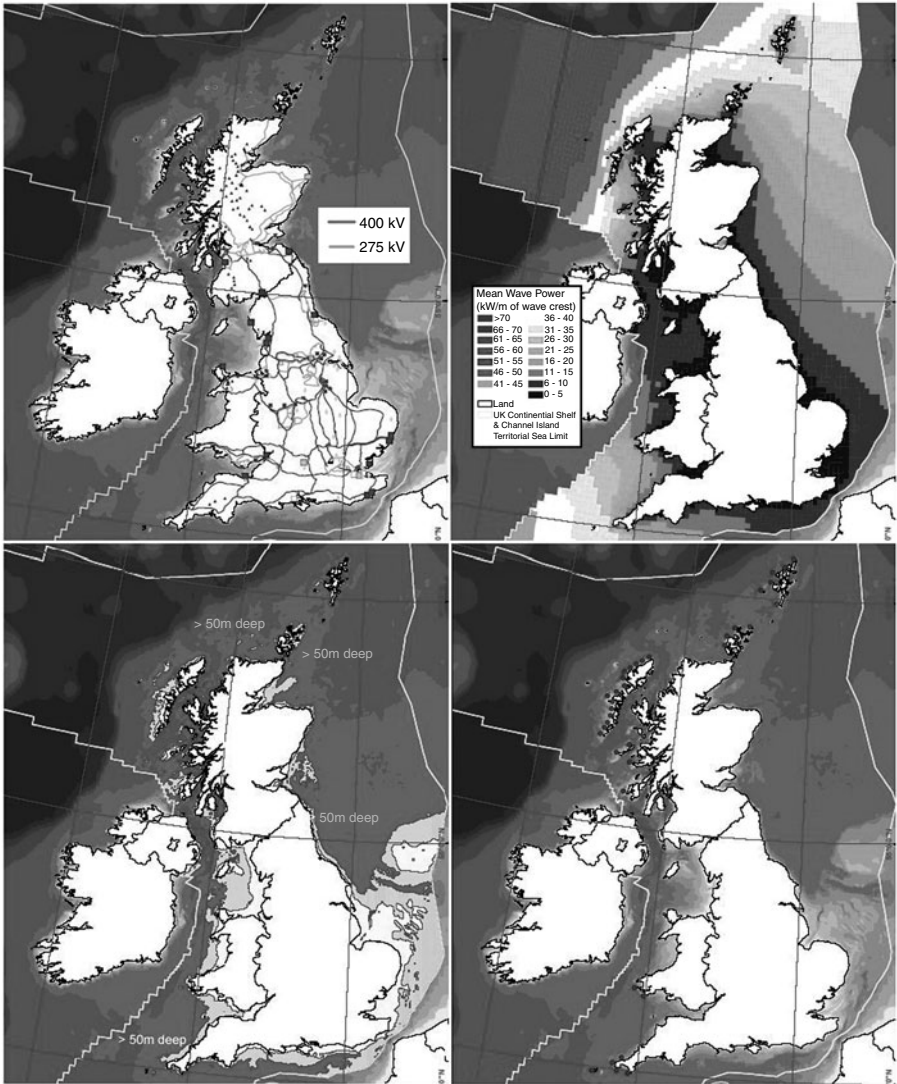 400 kV
275 kV
Mean Wave Power
(kW/m of wave crest)
>70 36 - 40
66 - 70 31 - 35
61 - 65 26 - 30
56 - 60 21 - 25
51 - 55 16 - 20
46 - 50 11 - 15
41 - 45 6 - 10
0 - 5
Land
UK Continental Shelf
& Channel Island
Territorial Sea Limit
> 50m deep
> 50m deep
> 50m deep
> 50m deep